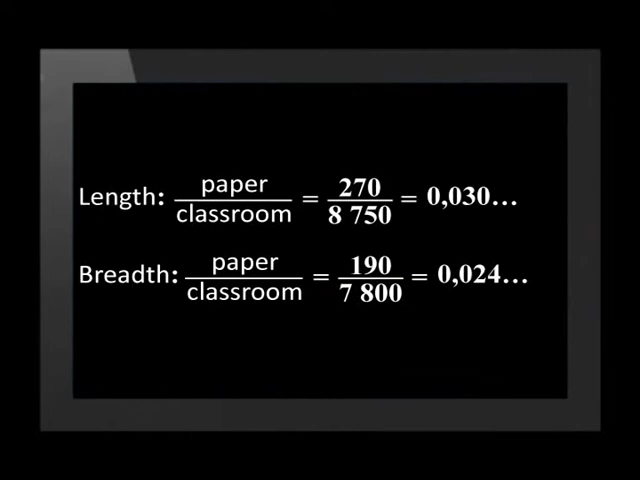 Length: paper/classroom = 270/8 750 = 0,030...
Breadth: paper/classroom = 190/7 800 = 0,024...